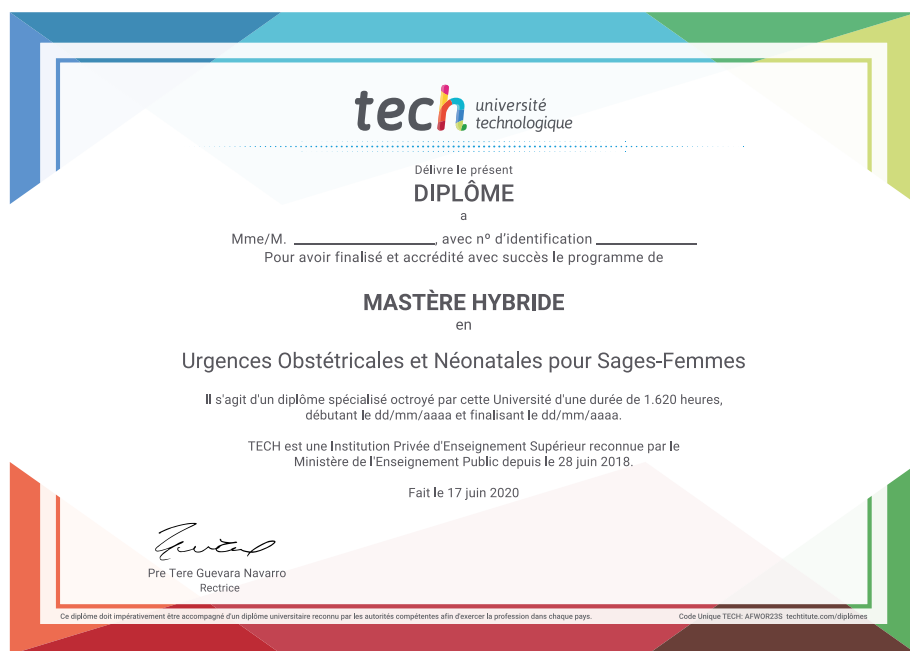 tech université
technologique
Délivre le présent
DIPLÔME
a
Mme/M. ____________________, avec nº d'identification ______________
Pour avoir finalisé et accrédité avec succès le programme de
MASTÈRE HYBRIDE
en
Urgences Obstétricales et Néonatales pour Sages-Femmes
Il s'agit d'un diplôme spécialisé octroyé par cette Université d'une durée de 1.620 heures,
débutant le dd/mm/aaaa et finalisant le dd/mm/aaaa.
TECH est une Institution Privée d'Enseignement Supérieur reconnue par le
Ministère de l'Enseignement Public depuis le 28 juin 2018.
Fait le 17 juin 2020
Pre Tere Guevara Navarro
Rectrice
Ce diplôme doit impérativement être accompagné d'un diplôme universitaire reconnu par les autorités compétentes afin d'exercer la profession dans chaque pays.
Code Unique TECH: AFWOR23S techtitute.com/diplômes